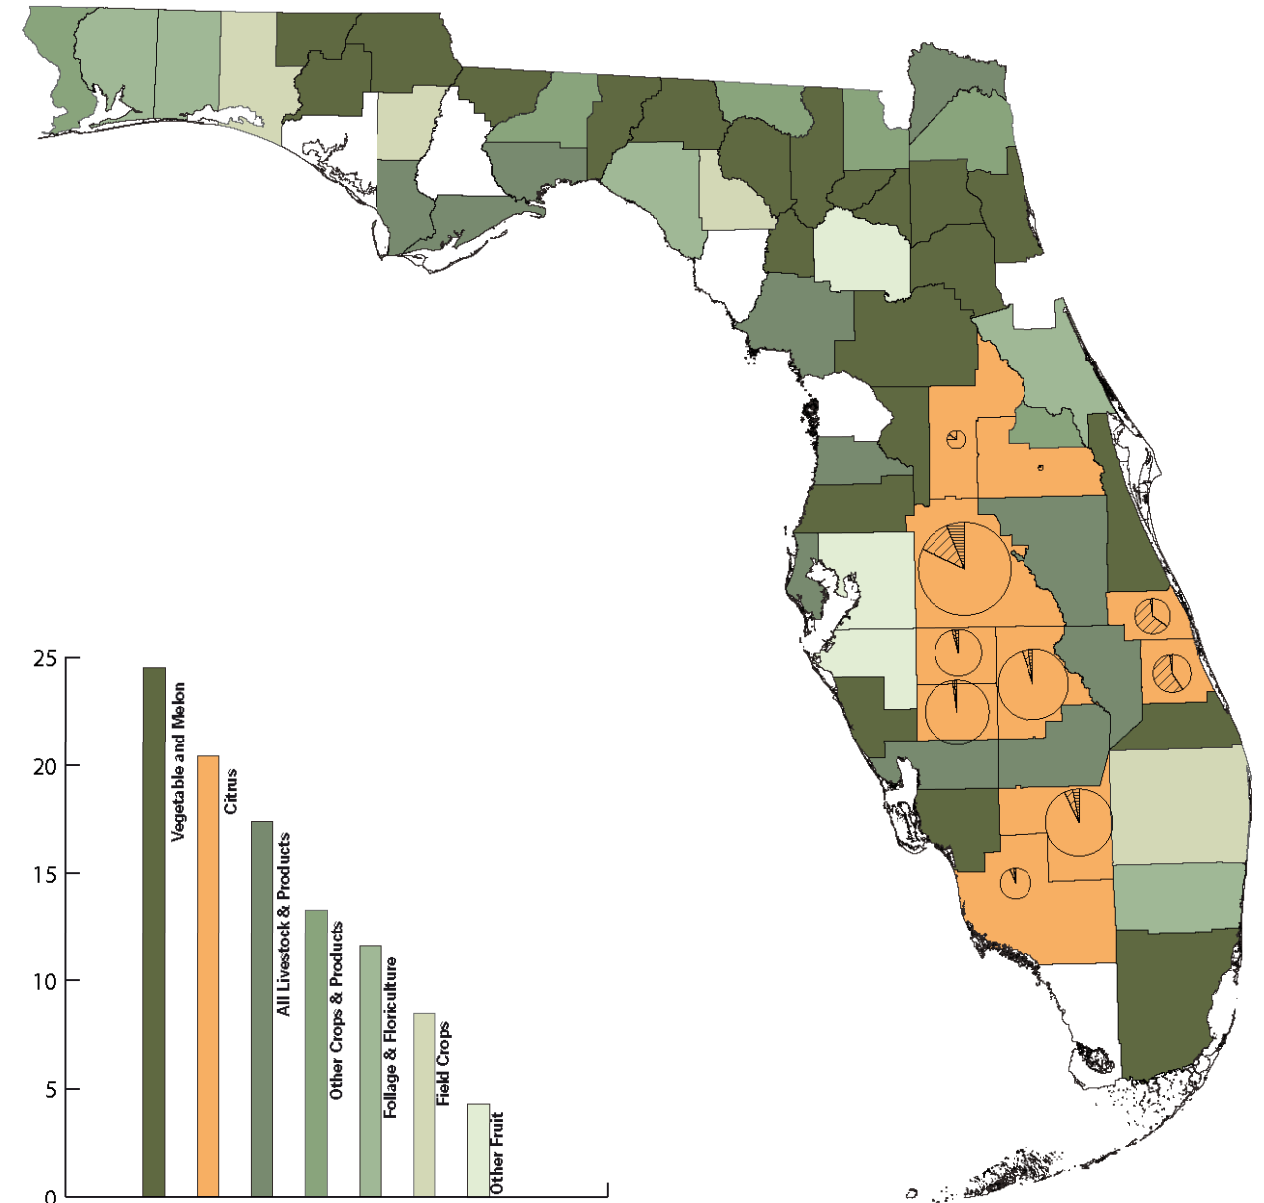 25
20
15
10
5
0
Vegetable and Melon
Citrus
All Livestock & Products
Other Crops & Products
Follage & Floriculture
Field Crops
Other Fruit